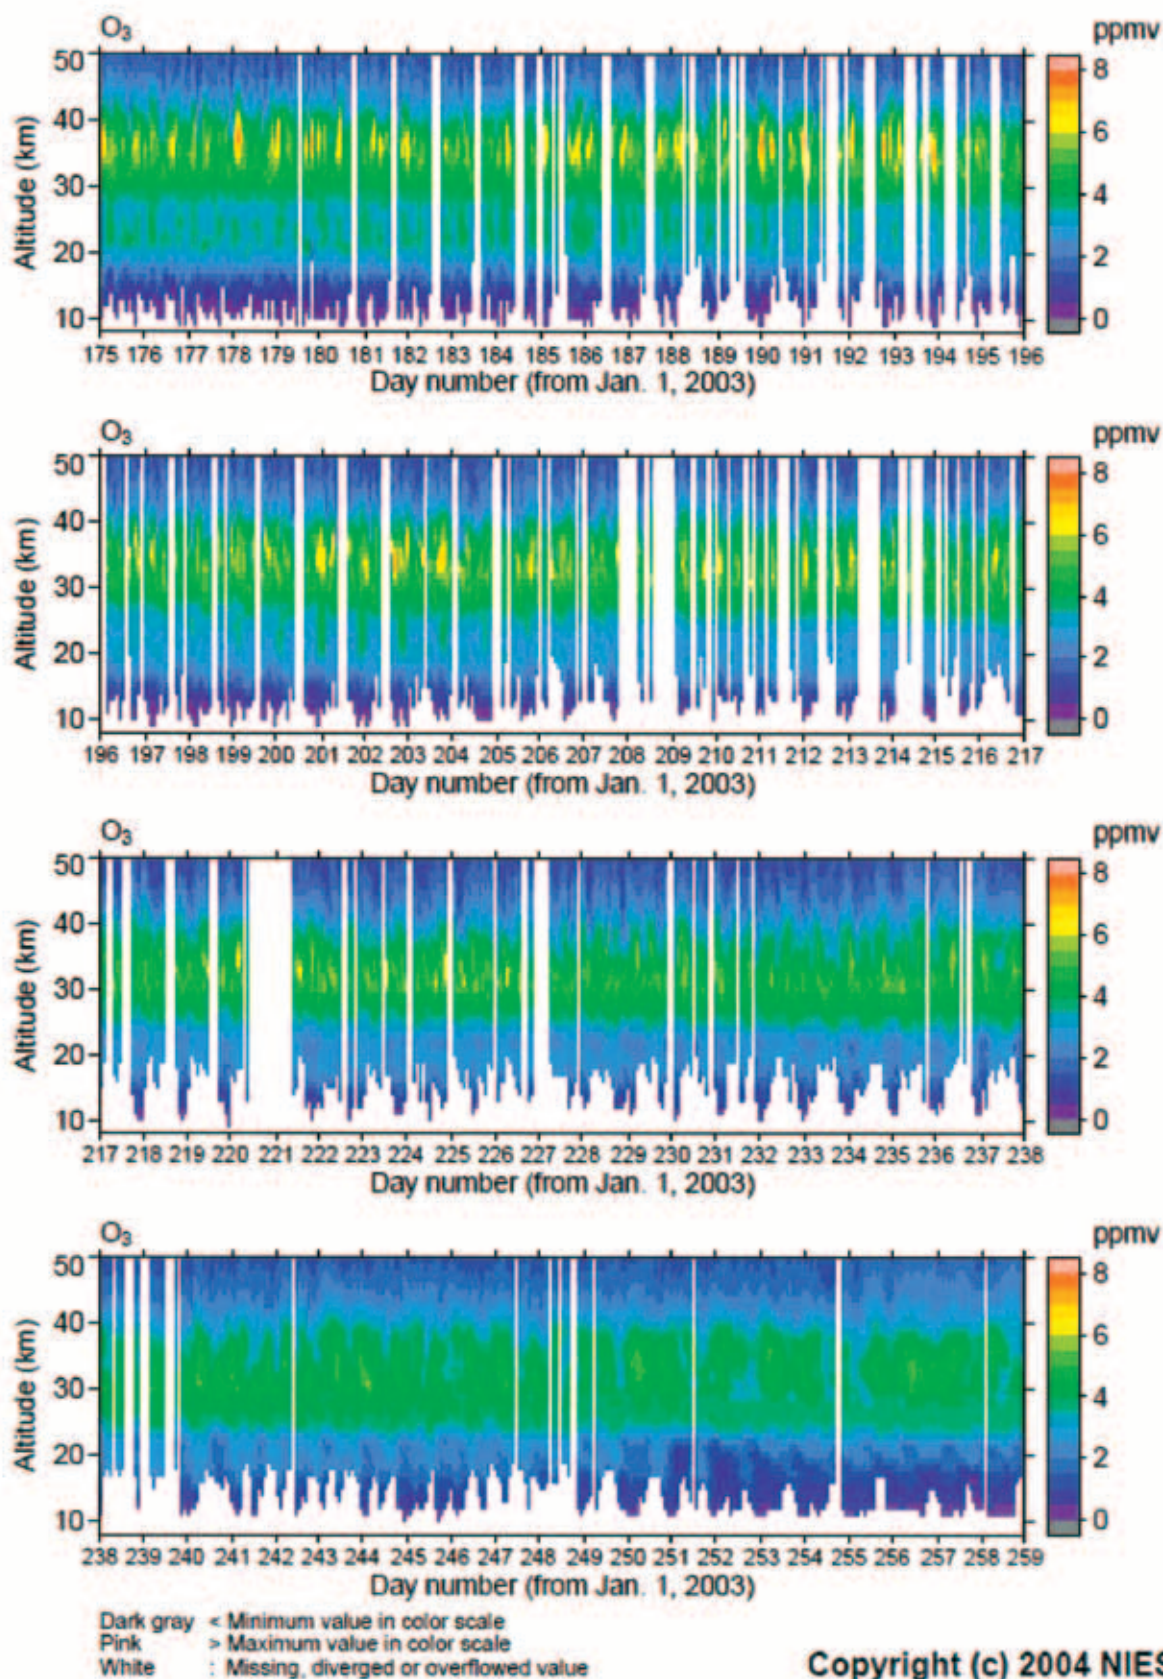 O3 ppmv
50 8
40 6
30 4
20 2
10 0
Altitude (km)
175 176 177 178 179 180 181 182 183 184 185 186 187 188 189 190 191 192 193 194 195 196
Day number (from Jan. 1, 2003)
O3 ppmv
50 8
40 6
30 4
20 2
10 0
Altitude (km)
196 197 198 199 200 201 202 203 204 205 206 207 208 209 210 211 212 213 214 215 216 217
Day number (from Jan. 1, 2003)
O3 ppmv
50 8
40 6
30 4
20 2
10 0
Altitude (km)
217 218 219 220 221 222 223 224 225 226 227 228 229 230 231 232 233 234 235 236 237 238
Day number (from Jan. 1, 2003)
O3 ppmv
50 8
40 6
30 4
20 2
10 0
Altitude (km)
238 239 240 241 242 243 244 245 246 247 248 249 250 251 252 253 254 255 256 257 258 259
Day number (from Jan. 1, 2003)
Dark gray < Minimum value in color scale
Pink > Maximum value in color scale
White : Missing, diverged or overflowed value
Copyright (c) 2004 NIES